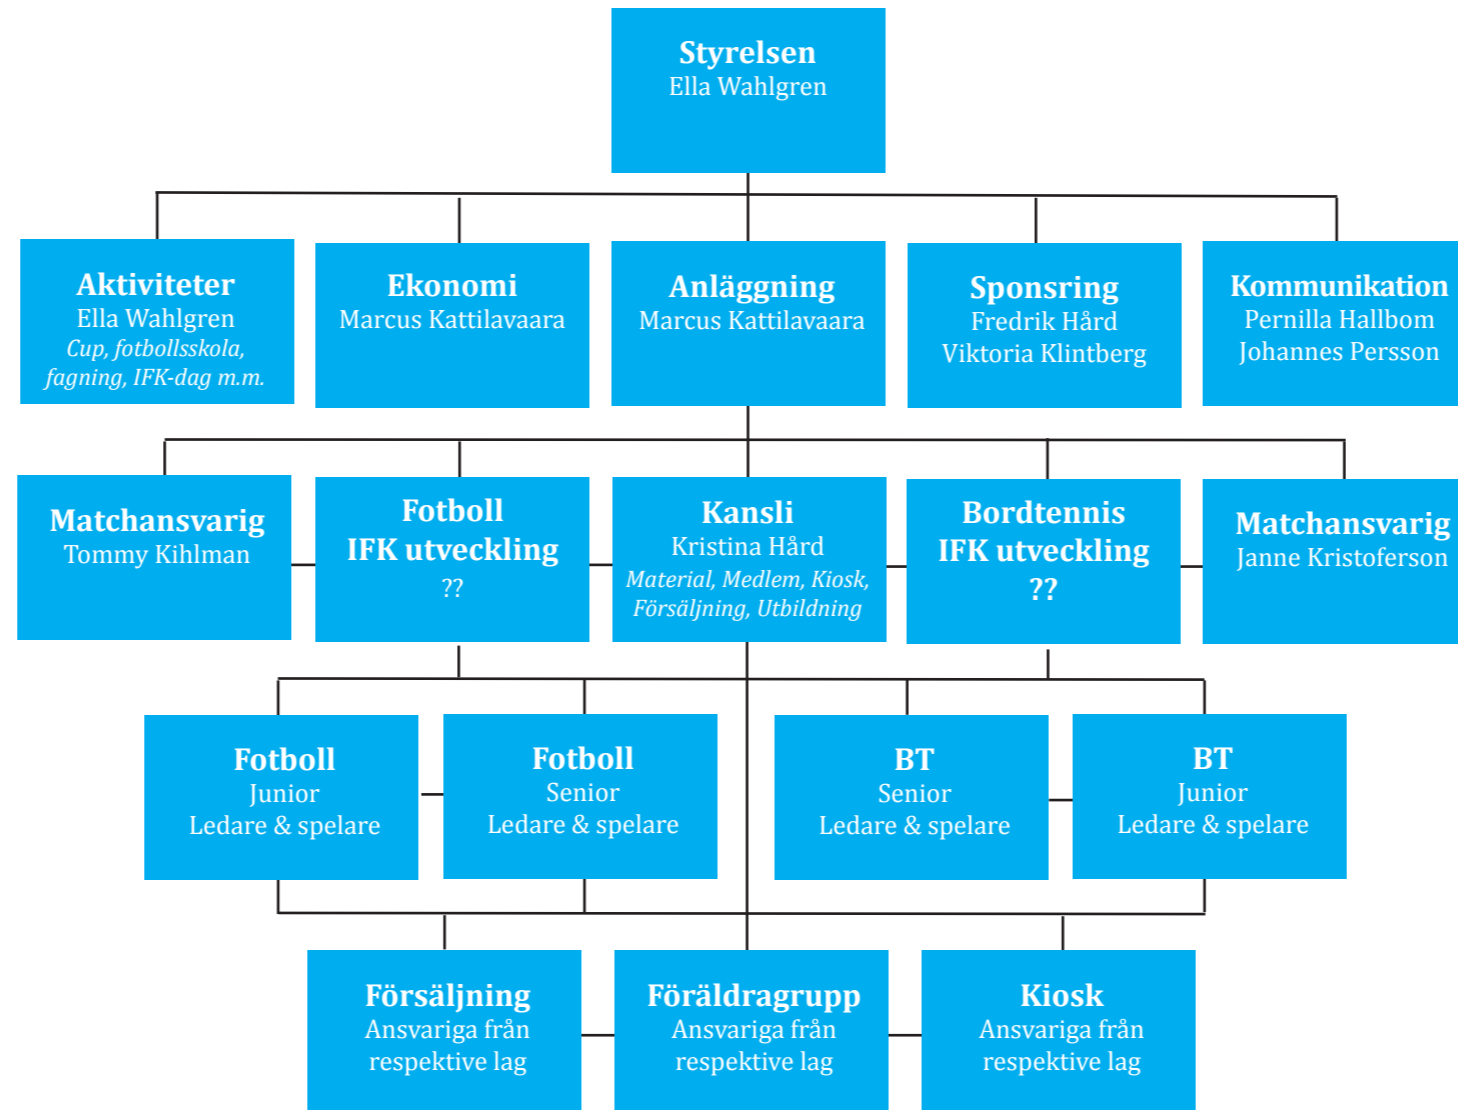 Styrelsen
Ella Wahlgren
Aktiviteter
Ella Wahlgren
Cup, fotbollsskola,
fagning, IFK-dag m.m.
Ekonomi
Marcus Kattilavaara
Anläggning
Marcus Kattilavaara
Sponsring
Fredrik Hård
Viktoria Klintberg
Kommunikation
Pernilla Hallbom
Johannes Persson
Matchansvarig
Tommy Kihlman
Fotboll
IFK utveckling
??
Kansli
Kristina Hård
Material, Medlem, Kiosk,
Försäljning, Utbildning
Bordtennis
IFK utveckling
??
Matchansvarig
Janne Kristoferson
Fotboll
Junior
Ledare & spelare
Fotboll
Senior
Ledare & spelare
BT
Senior
Ledare & spelare
BT
Junior
Ledare & spelare
Försäljning
Ansvariga från
respektive lag
Föräldragrupp
Ansvariga från
respektive lag
Kiosk
Ansvariga från
respektive lag